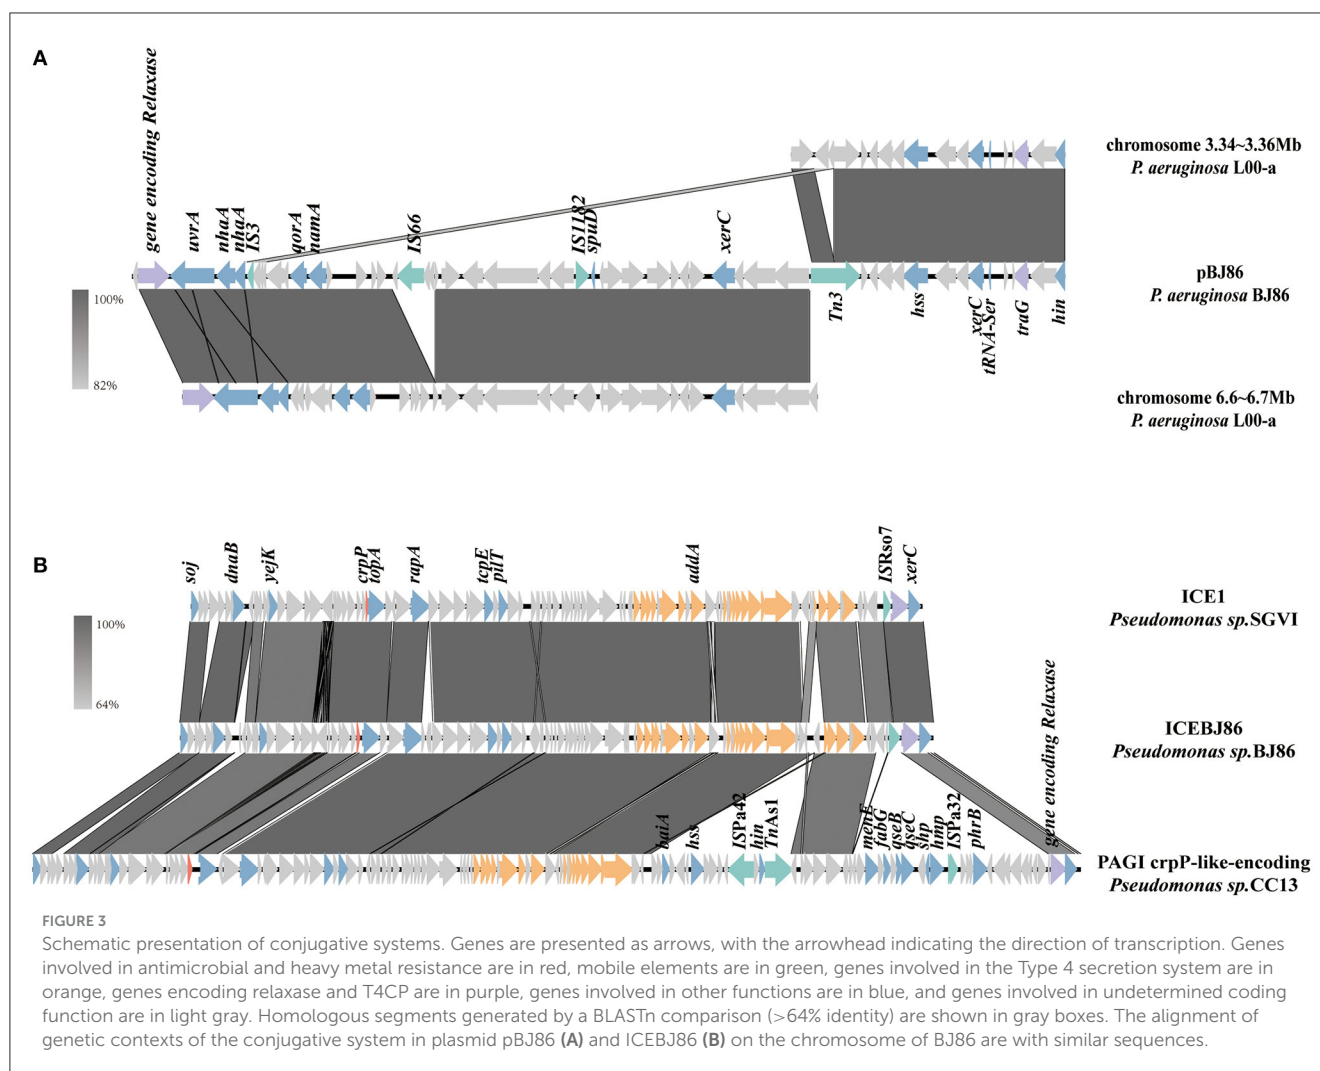 A
gene encoding Relaxase
uvrA
nhaA
nhaA
IS3
qorA
namA
IS66
IS1182
spuD
xerC
chromosome 3.34~3.36Mb
P. aeruginosa L00-a
pBJ86
P. aeruginosa BJ86
Tn3
hss
xerC
tRNA-Ser
traG
hin
100%
82%
chromosome 6.6~6.7Mb
P. aeruginosa L00-a
B
soj
dnaB
yejK
crpP
topA
rapA
tcpE
pilT
addA
ISRso7
xerC
ICE1
Pseudomonas sp.SGVI
100%
64%
gene encoding Relaxase
ICEBJ86
Pseudomonas sp.BJ86
baiA
hss
ISPa42
hin
TnAs1
menE
fabG
qseB
qseC
shp
hmp
ISPa32
phrB
PAGI crpP-like-encoding
Pseudomonas sp.CC13
FIGURE 3
Schematic presentation of conjugative systems. Genes are presented as arrows, with the arrowhead indicating the direction of transcription. Genes
involved in antimicrobial and heavy metal resistance are in red, mobile elements are in green, genes involved in the Type 4 secretion system are in
orange, genes encoding relaxase and T4CP are in purple, genes involved in other functions are in blue, and genes involved in undetermined coding
function are in light gray. Homologous segments generated by a BLASTn comparison (>64% identity) are shown in gray boxes. The alignment of
genetic contexts of the conjugative system in plasmid pBJ86 (A) and ICEBJ86 (B) on the chromosome of BJ86 are with similar sequences.